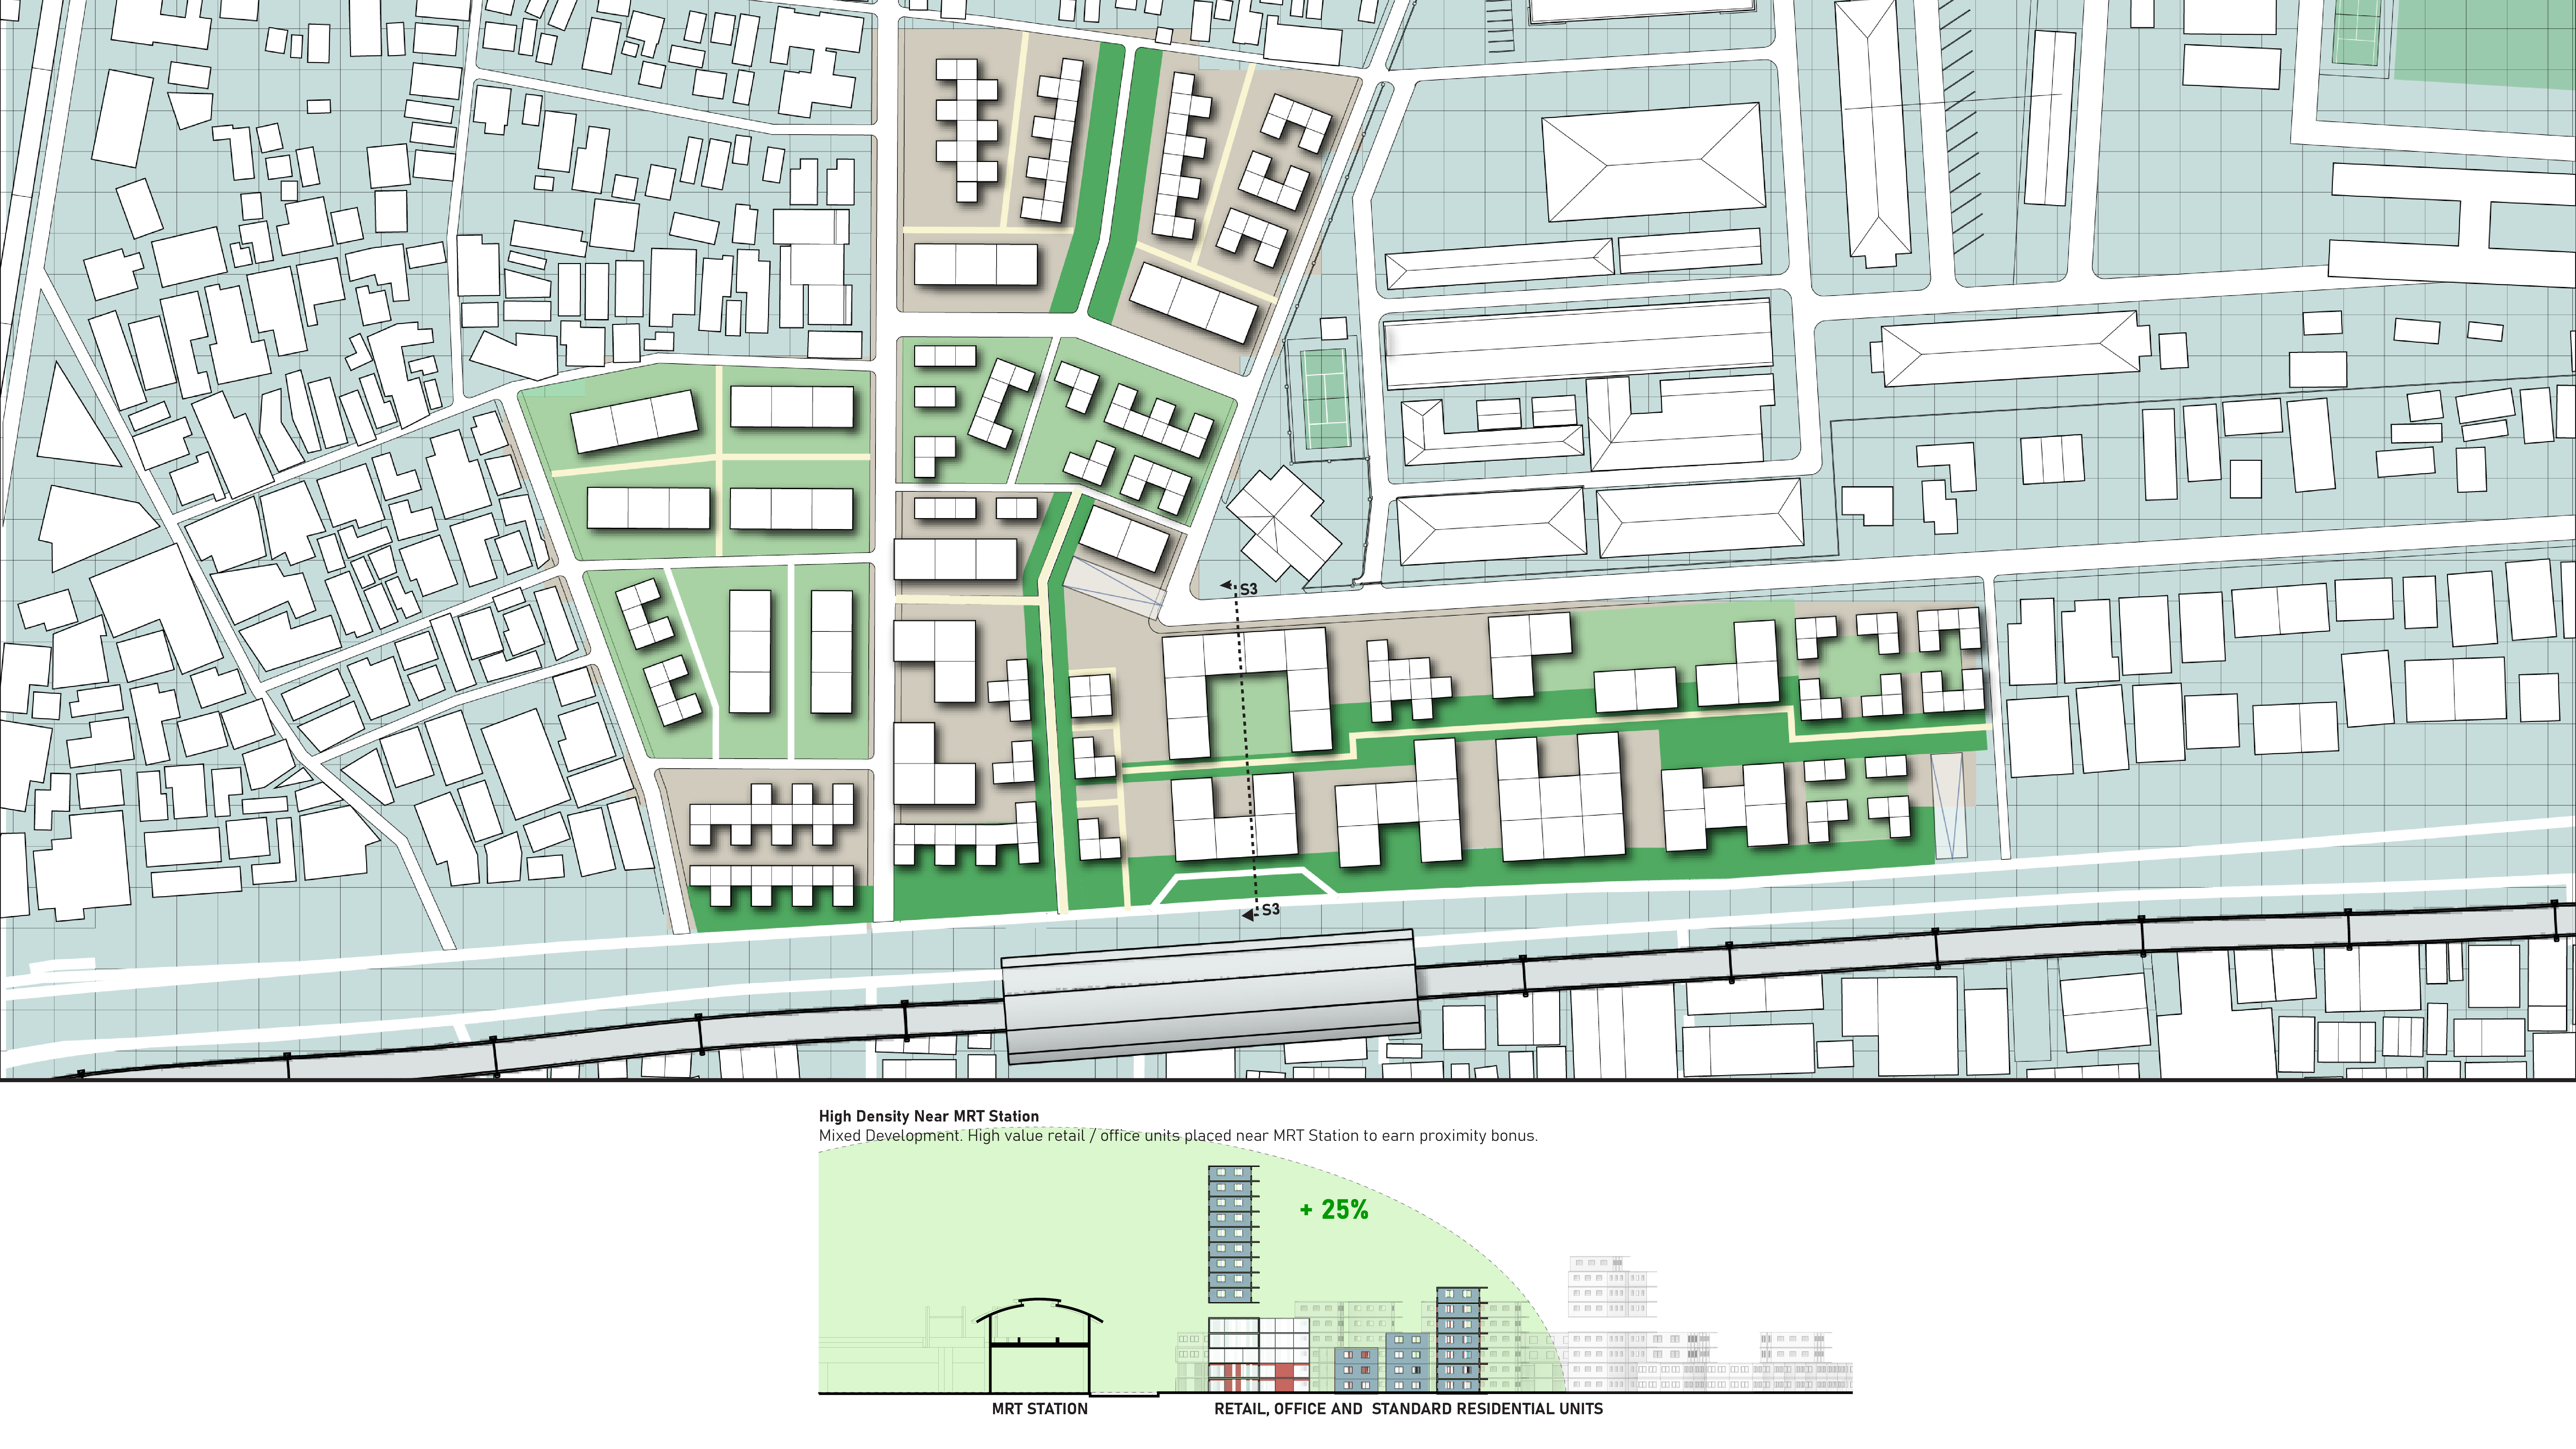 S3
S3
High Density Near MRT Station
Mixed Development. High value retail / office units placed near MRT Station to earn proximity bonus.
+ 25%
MRT STATION
RETAIL, OFFICE AND STANDARD RESIDENTIAL UNITS